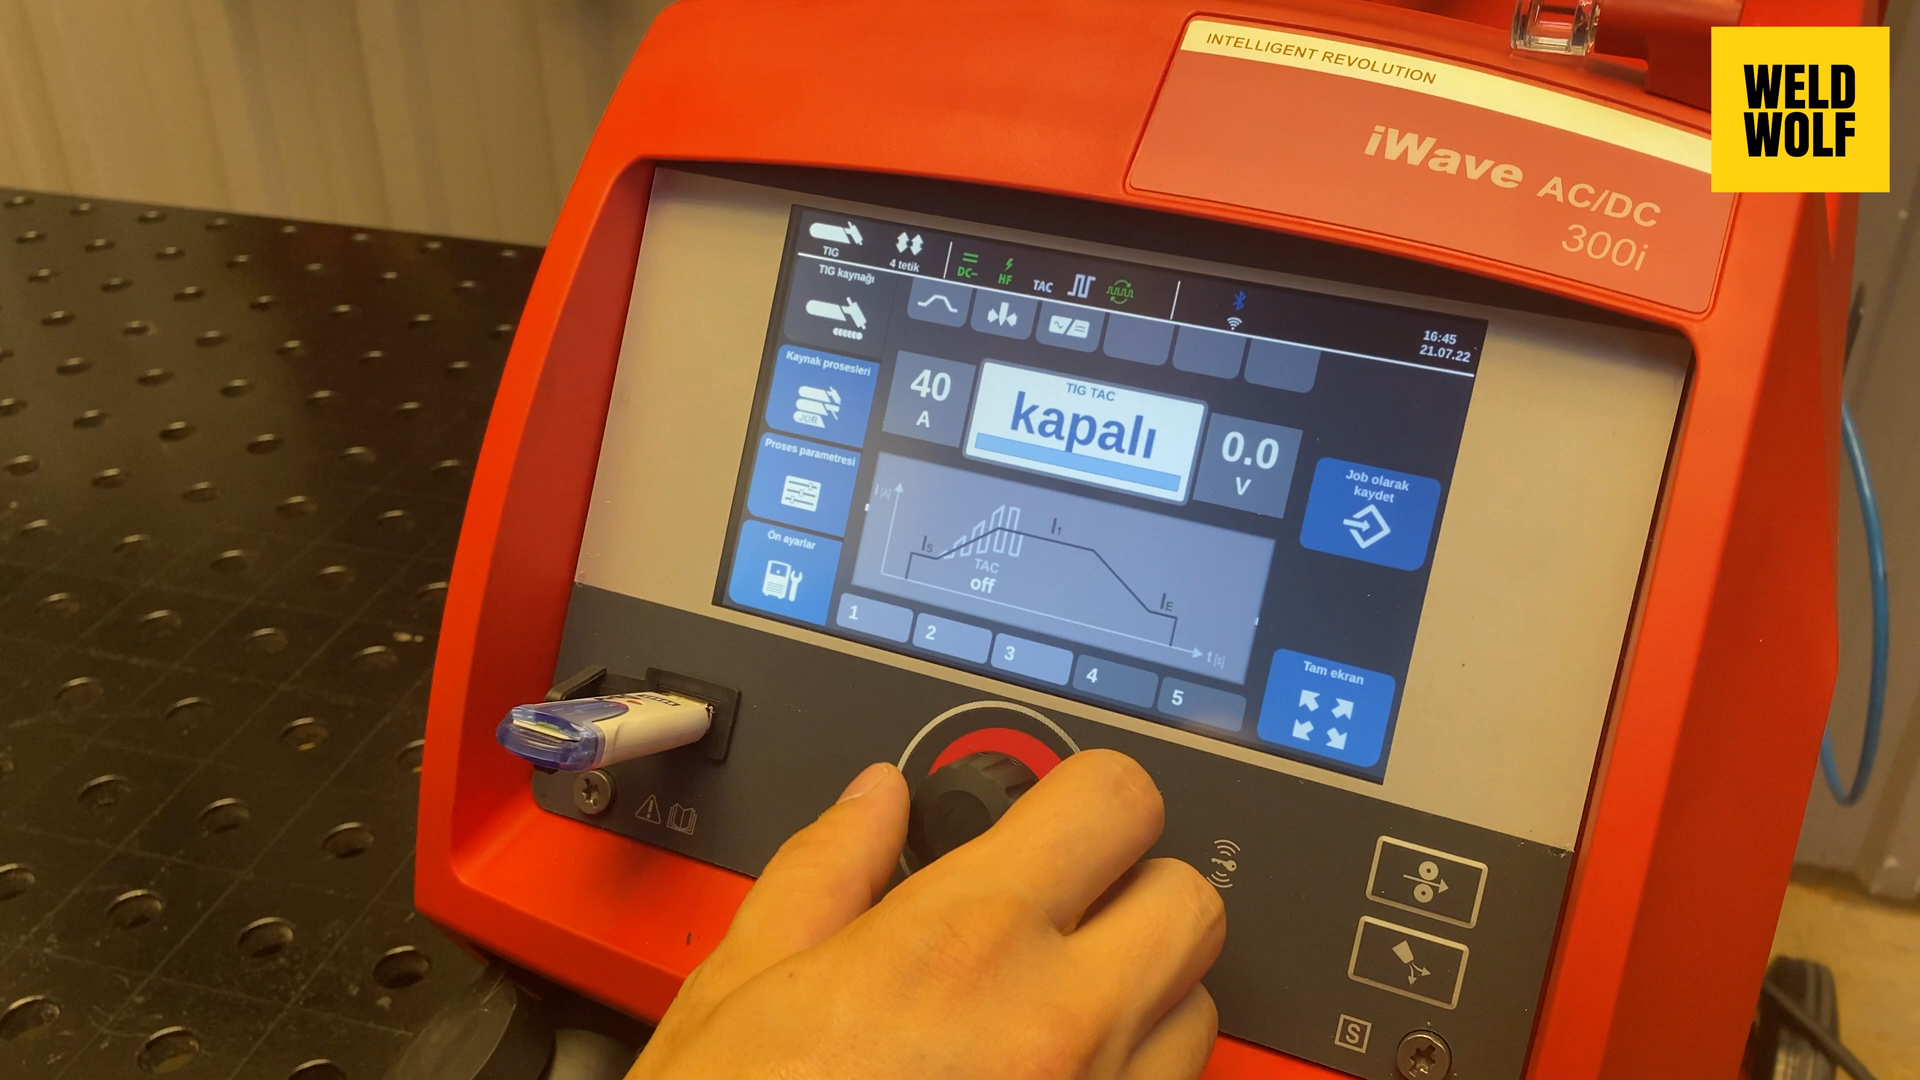 INTELLIGENT REVOLUTION
iWave AC/DC
300i
WELD
WOLF
TIG
4 tetik
DC-
HF
TAC
16:45
21.07.22
TIG kaynağı
Kaynak prosesleri
JOB
Proses parametresi
Ön ayarlar
40
A
TIG TAC
kapalı
0.0
V
Job olarak
kaydet
I [A]
IS
I1
TAC
off
IE
t [s]
1
2
3
4
5
Tam ekran
S